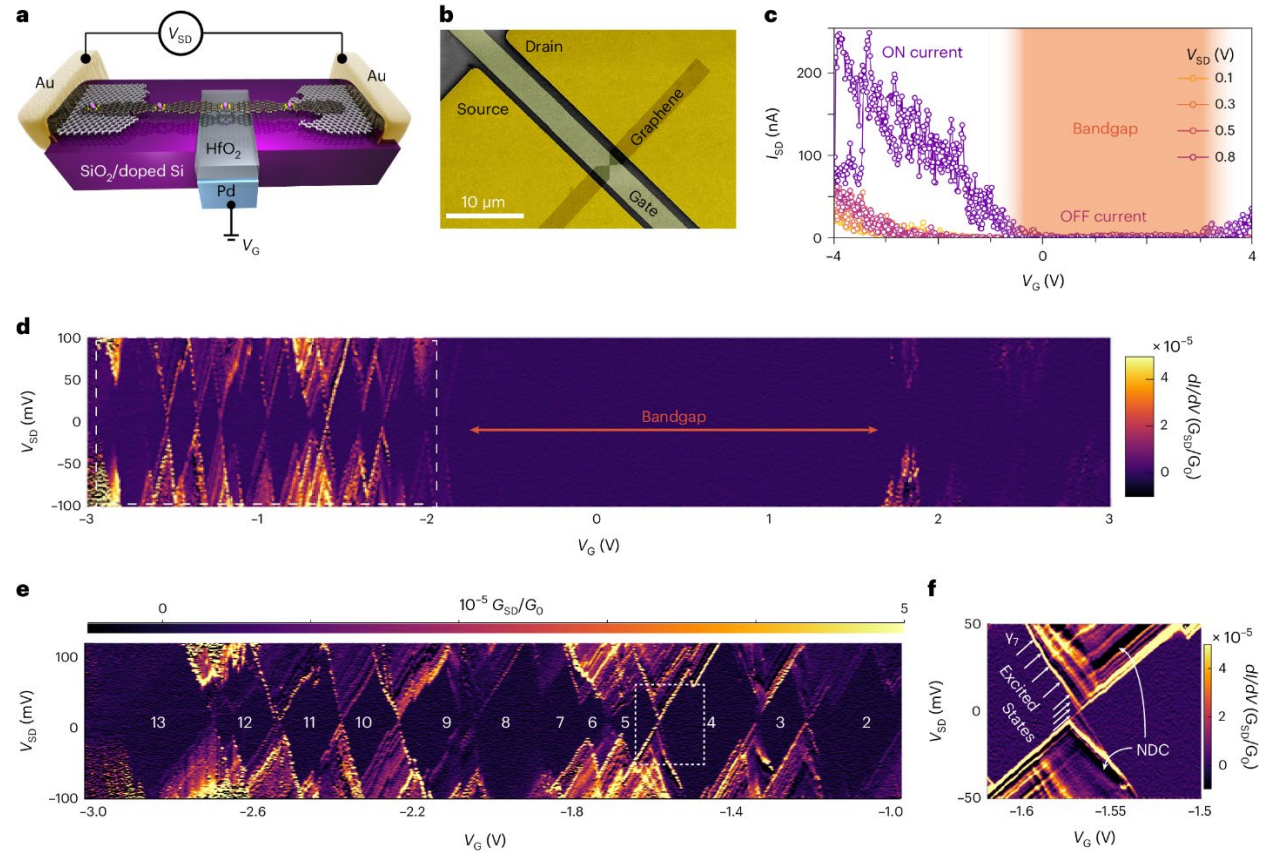 a
V_SD
Au
Au
HfO₂
SiO₂/doped Si
Pd
V_G
b
Drain
Source
Graphene
Gate
10 µm
c
I_SD (nA)
200
100
0
ON current
Bandgap
OFF current
V_SD (V)
0.1
0.3
0.5
0.8
–4
0
4
V_G (V)
d
V_SD (mV)
100
50
0
–50
–100
Bandgap
–3
–1
–2
0
1
2
3
V_G (V)
× 10⁻⁵
4
2
0
dI/dV (G_SD/G₀)
e
0
10⁻⁵ G_SD/G₀
5
V_SD (mV)
100
0
–100
13
12
11
10
9
8
7
6
5
4
3
2
–3.0
–2.6
–2.2
–1.8
–1.4
–1.0
V_G (V)
f
V_SD (mV)
50
0
–50
γ₁
Excited
States
NDC
–1.6
–1.55
–1.5
V_G (V)
× 10⁻⁵
4
2
0
dI/dV (G_SD/G₀)